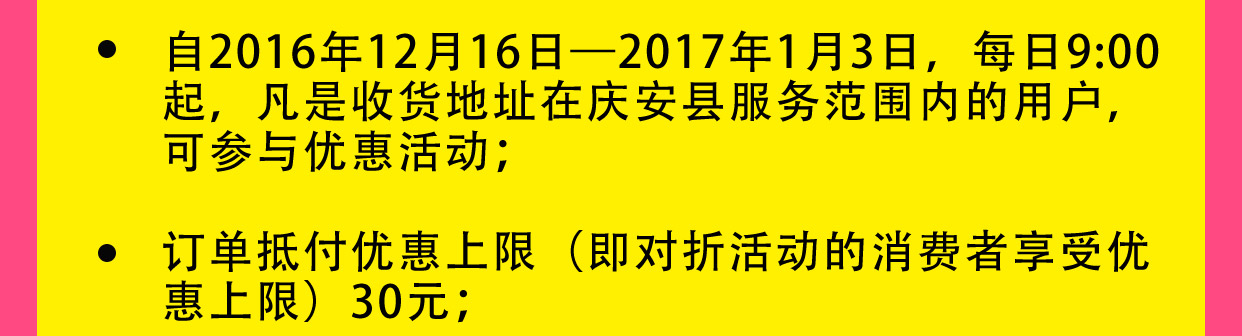 • 自2016年12月16日—2017年1月3日，每日9:00
起，凡是收货地址在庆安县服务范围内的用户，
可参与优惠活动；
• 订单抵付优惠上限（即对折活动的消费者享受优
惠上限）30元；